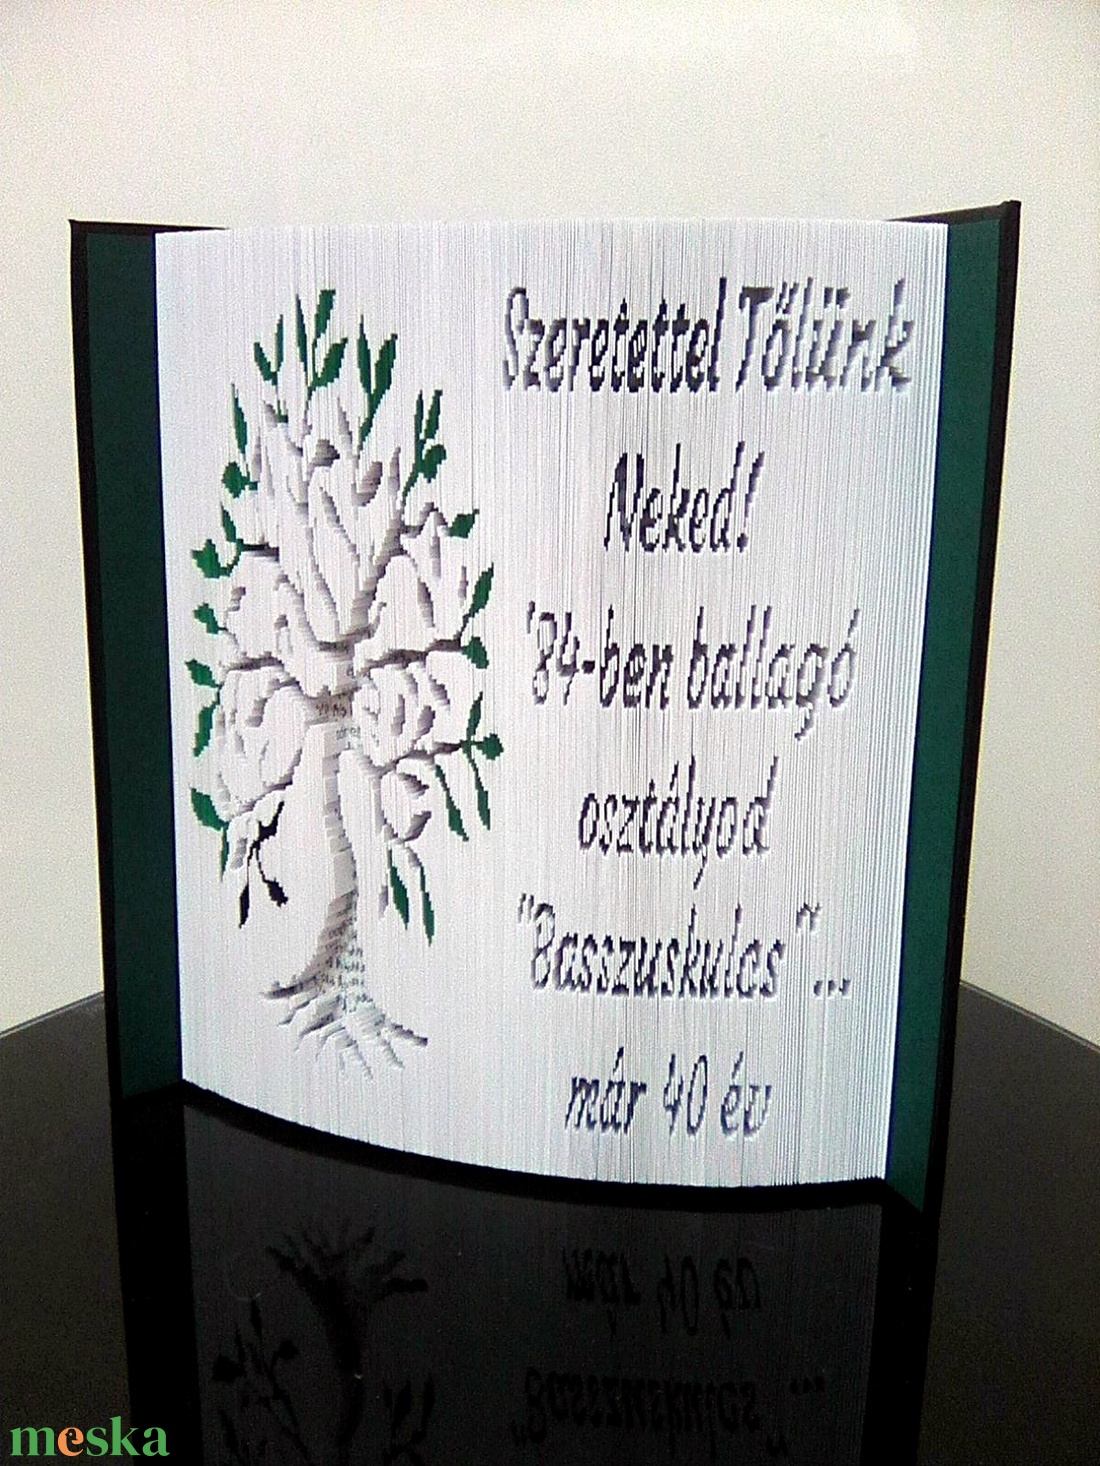 Szeretettel Tőlünk
Neked!
'84-ben ballagó
osztályod
"Basszuskulcs"...
már 40 év
meska